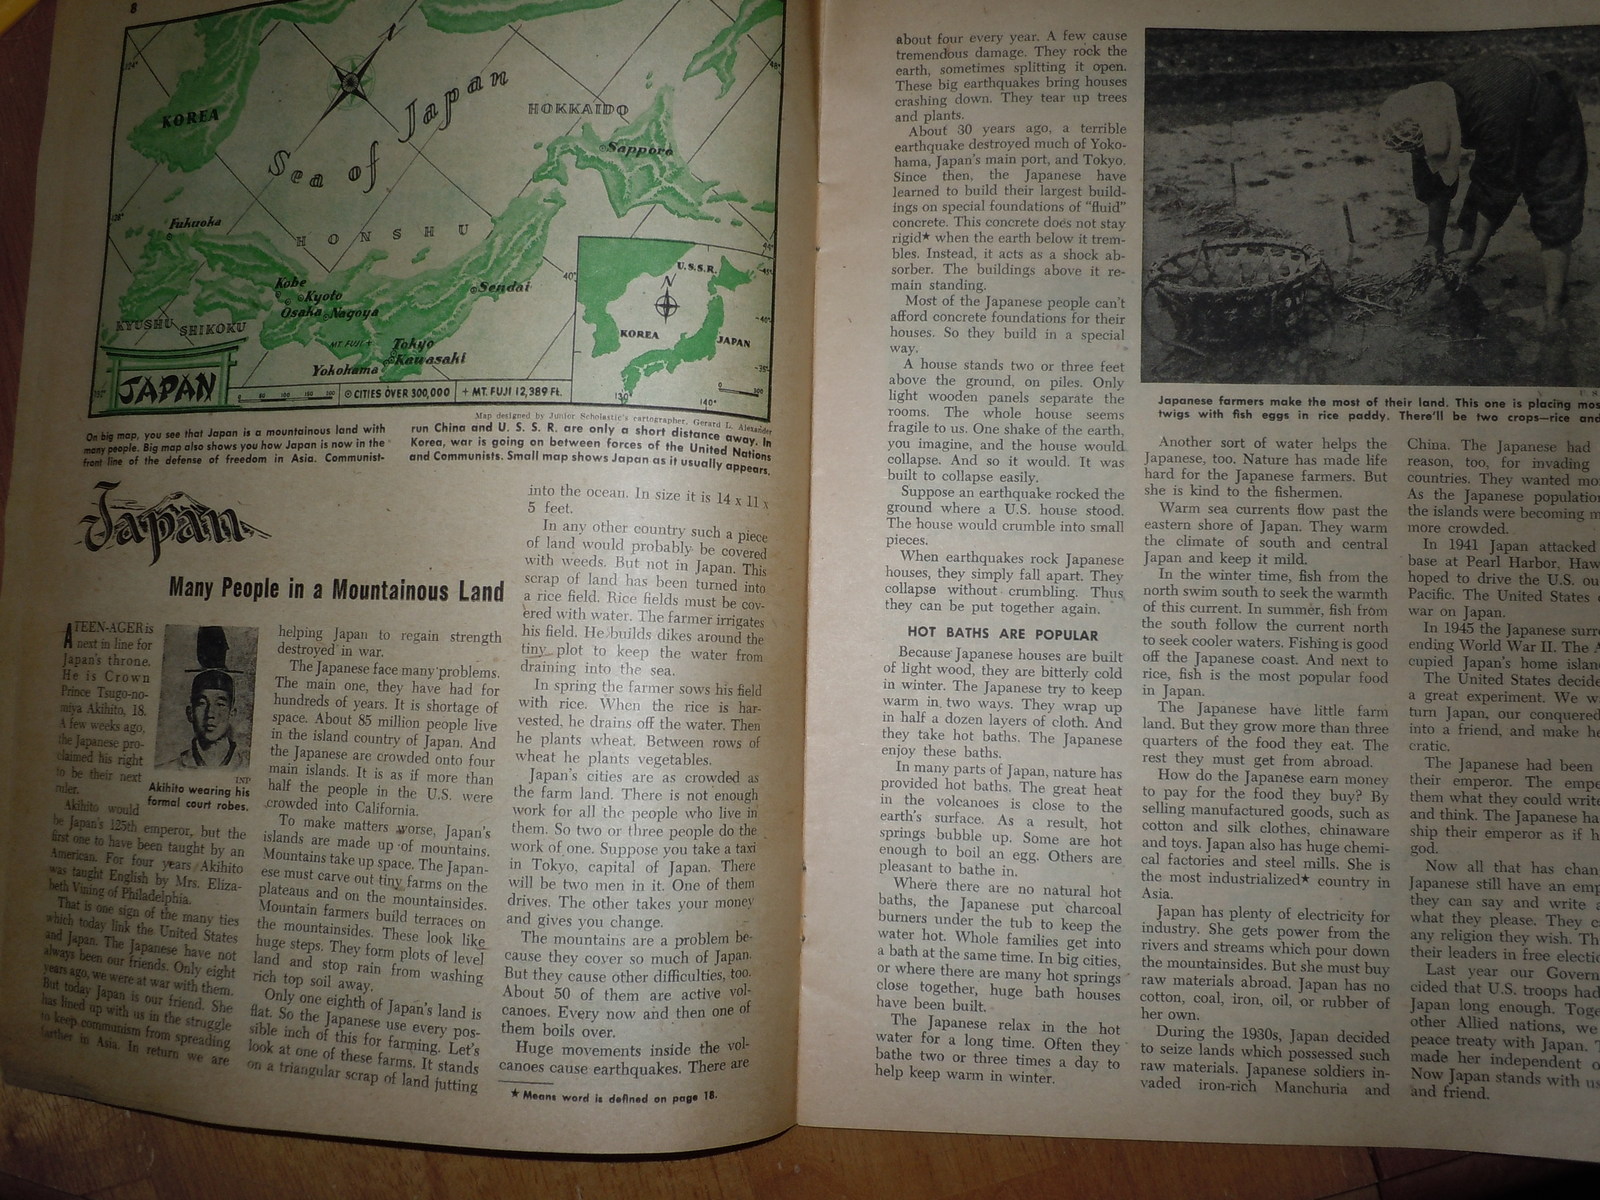 8
124°
KOREA
Sea of Japan
HOKKAIDO
Sapporo
128°
Fukuoka
HONSHU
Kobe
Kyoto
Osaka
Nagoya
Sendai
40°
KYUSHU
SHIKOKU
MT. FUJI
Tokyo
Kawasaki
Yokohama
JAPAN
CITIES OVER 300,000
+ MT. FUJI 12,389 Ft.
U.S.S.R.
N
KOREA
JAPAN
130°
140°
Map designed by Junior Scholastic's cartographer, Gerard L. Alexander
On big map, you see that Japan is a mountainous land with
many people. Big map also shows you how Japan is now in the
front line of the defense of freedom in Asia. Communist-
run China and U. S. S. R. are only a short distance away. In
Korea, war is going on between forces of the United Nations
and Communists. Small map shows Japan as it usually appears.
Japan
Many People in a Mountainous Land
A TEEN-AGER is
next in line for
Japan's throne.
He is Crown
Prince Tsugo-no-
miya Akihito, 18.
A few weeks ago,
the Japanese pro-
claimed his right
to be their next
ruler.
INP
Akihito wearing his
formal court robes.
Akihito would
be Japan's 125th emperor, but the
first one to have been taught by an
American. For four years Akihito
was taught English by Mrs. Eliza-
beth Vining of Philadelphia.
That is one sign of the many ties
which today link the United States
and Japan. The Japanese have not
always been our friends. Only eight
years ago, we were at war with them.
But today Japan is our friend. She
has lined up with us in the struggle
to keep communism from spreading
farther in Asia. In return we are
helping Japan to regain strength
destroyed in war.
The Japanese face many problems.
The main one, they have had for
hundreds of years. It is shortage of
space. About 85 million people live
in the island country of Japan. And
the Japanese are crowded onto four
main islands. It is as if more than
half the people in the U.S. were
crowded into California.
To make matters worse, Japan's
islands are made up of mountains.
Mountains take up space. The Japan-
ese must carve out tiny farms on the
plateaus and on the mountainsides.
Mountain farmers build terraces on
the mountainsides. These look like
huge steps. They form plots of level
land and stop rain from washing
rich top soil away.
Only one eighth of Japan's land is
flat. So the Japanese use every pos-
sible inch of this for farming. Let's
look at one of these farms. It stands
on a triangular scrap of land jutting
into the ocean. In size it is 14 x 11 x
5 feet.
In any other country such a piece
of land would probably be covered
with weeds. But not in Japan. This
scrap of land has been turned into
a rice field. Rice fields must be cov-
ered with water. The farmer irrigates
his field. He builds dikes around the
tiny plot to keep the water from
draining into the sea.
In spring the farmer sows his field
with rice. When the rice is har-
vested, he drains off the water. Then
he plants wheat. Between rows of
wheat he plants vegetables.
Japan's cities are as crowded as
the farm land. There is not enough
work for all the people who live in
them. So two or three people do the
work of one. Suppose you take a taxi
in Tokyo, capital of Japan. There
will be two men in it. One of them
drives. The other takes your money
and gives you change.
The mountains are a problem be-
cause they cover so much of Japan.
But they cause other difficulties, too.
About 50 of them are active vol-
canoes. Every now and then one of
them boils over.
Huge movements inside the vol-
canoes cause earthquakes. There are
★ Means word is defined on page 18.
about four every year. A few cause
tremendous damage. They rock the
earth, sometimes splitting it open.
These big earthquakes bring houses
crashing down. They tear up trees
and plants.
About 30 years ago, a terrible
earthquake destroyed much of Yoko-
hama, Japan's main port, and Tokyo.
Since then, the Japanese have
learned to build their largest build-
ings on special foundations of "fluid"
concrete. This concrete does not stay
rigid★ when the earth below it trem-
bles. Instead, it acts as a shock ab-
sorber. The buildings above it re-
main standing.
Most of the Japanese people can't
afford concrete foundations for their
houses. So they build in a special
way.
A house stands two or three feet
above the ground, on piles. Only
light wooden panels separate the
rooms. The whole house seems
fragile to us. One shake of the earth,
you imagine, and the house would
collapse. And so it would. It was
built to collapse easily.
Suppose an earthquake rocked the
ground where a U.S. house stood.
The house would crumble into small
pieces.
When earthquakes rock Japanese
houses, they simply fall apart. They
collapse without crumbling. Thus
they can be put together again.
HOT BATHS ARE POPULAR
Because Japanese houses are built
of light wood, they are bitterly cold
in winter. The Japanese try to keep
warm in two ways. They wrap up
in half a dozen layers of cloth. And
they take hot baths. The Japanese
enjoy these baths.
In many parts of Japan, nature has
provided hot baths. The great heat
in the volcanoes is close to the
earth's surface. As a result, hot
springs bubble up. Some are hot
enough to boil an egg. Others are
pleasant to bathe in.
Where there are no natural hot
baths, the Japanese put charcoal
burners under the tub to keep the
water hot. Whole families get into
a bath at the same time. In big cities,
or where there are many hot springs
close together, huge bath houses
have been built.
The Japanese relax in the hot
water for a long time. Often they
bathe two or three times a day to
help keep warm in winter.
Japanese farmers make the most of their land. This one is placing mos
twigs with fish eggs in rice paddy. There'll be two crops—rice and
Another sort of water helps the
Japanese, too. Nature has made life
hard for the Japanese farmers. But
she is kind to the fishermen.
Warm sea currents flow past the
eastern shore of Japan. They warm
the climate of south and central
Japan and keep it mild.
In the winter time, fish from the
north swim south to seek the warmth
of this current. In summer, fish from
the south follow the current north
to seek cooler waters. Fishing is good
off the Japanese coast. And next to
rice, fish is the most popular food
in Japan.
The Japanese have little farm
land. But they grow more than three
quarters of the food they eat. The
rest they must get from abroad.
How do the Japanese earn money
to pay for the food they buy? By
selling manufactured goods, such as
cotton and silk clothes, chinaware
and toys. Japan also has huge chemi-
cal factories and steel mills. She is
the most industrialized★ country in
Asia.
Japan has plenty of electricity for
industry. She gets power from the
rivers and streams which pour down
the mountainsides. But she must buy
raw materials abroad. Japan has no
cotton, coal, iron, oil, or rubber of
her own.
During the 1930s, Japan decided
to seize lands which possessed such
raw materials. Japanese soldiers in-
vaded iron-rich Manchuria and
China. The Japanese had
reason, too, for invading
countries. They wanted mo
As the Japanese population
the islands were becoming m
more crowded.
In 1941 Japan attacked
base at Pearl Harbor, Haw
hoped to drive the U.S. ou
Pacific. The United States
war on Japan.
In 1945 the Japanese surre
ending World War II. The A
cupied Japan's home islan
The United States decide
a great experiment. We w
turn Japan, our conquered
into a friend, and make he
cratic.
The Japanese had been
their emperor. The empe
them what they could write
and think. The Japanese ha
ship their emperor as if h
god.
Now all that has chan
Japanese still have an emp
they can say and write a
what they please. They c
any religion they wish. Th
their leaders in free electio
Last year our Govern
cided that U.S. troops had
Japan long enough. Toge
other Allied nations, we
peace treaty with Japan. T
made her independent o
Now Japan stands with us
and friend.